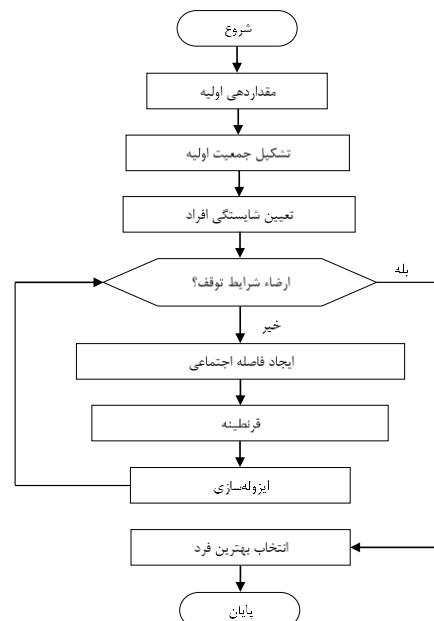 شروع
مقداردهی اولیه
تشکیل جمعیت اولیه
تعیین شایستگی افراد
ارضاء شرایط توقف؟
بله
خیر
ایجاد فاصله اجتماعی
قرنطینه
ایزوله‌سازی
انتخاب بهترین فرد
پایان